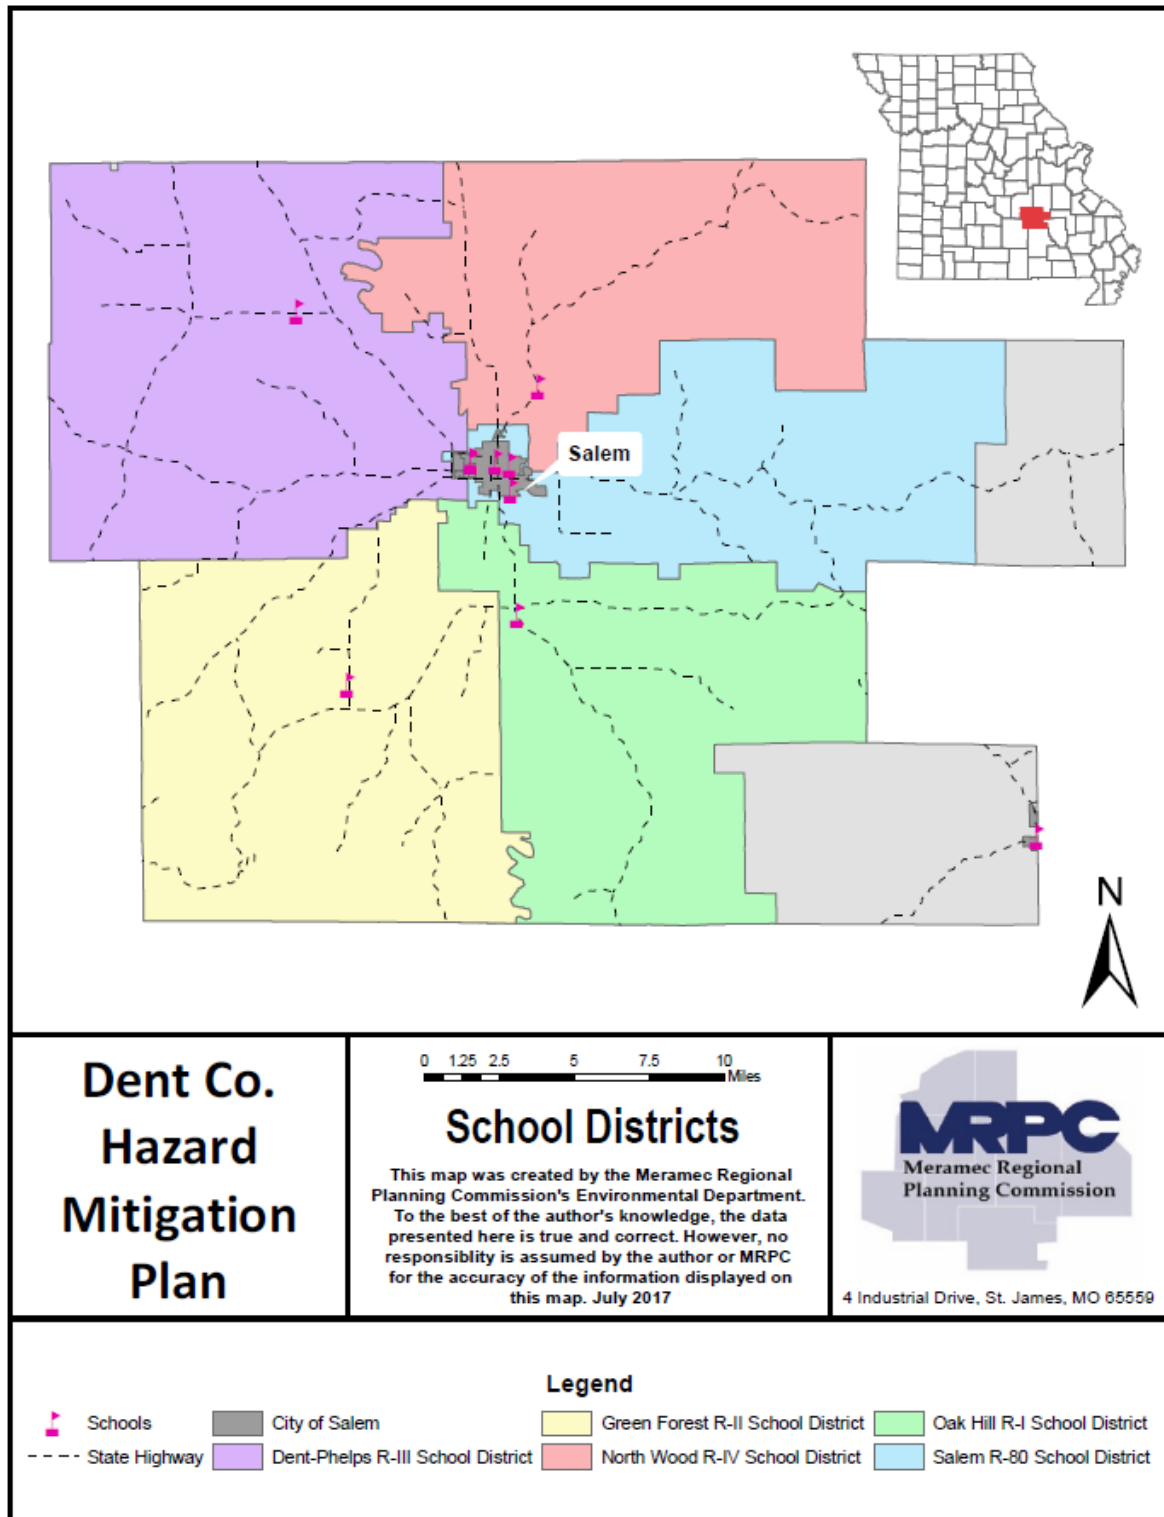 Salem
N
Dent Co.
Hazard
Mitigation
Plan
0 1.25 2.5 5 7.5 10
Miles
School Districts
This map was created by the Meramec Regional
Planning Commission's Environmental Department.
To the best of the author's knowledge, the data
presented here is true and correct. However, no
responsiblity is assumed by the author or MRPC
for the accuracy of the information displayed on
this map. July 2017
MRPC
Meramec Regional
Planning Commission
4 Industrial Drive, St. James, MO 65559
Legend
Schools
City of Salem
Green Forest R-II School District
Oak Hill R-I School District
State Highway
Dent-Phelps R-III School District
North Wood R-IV School District
Salem R-80 School District